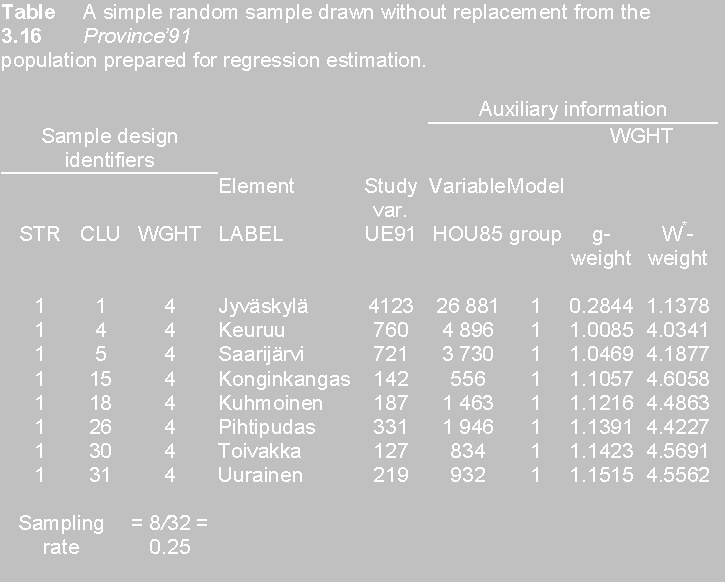 Table A simple random sample drawn without replacement from the
3.16 Province'91
population prepared for regression estimation.
Auxiliary information
Sample design WGHT
identifiers
Element Study VariableModel
var.
STR CLU WGHT LABEL UE91 HOU85 group g- W*-
weight weight
1 1 4 Jyväskylä 4123 26 881 1 0.2844 1.1378
1 4 4 Keuruu 760 4 896 1 1.0085 4.0341
1 5 4 Saarijärvi 721 3 730 1 1.0469 4.1877
1 15 4 Konginkangas 142 556 1 1.1057 4.6058
1 18 4 Kuhmoinen 187 1 463 1 1.1216 4.4863
1 26 4 Pihtipudas 331 1 946 1 1.1391 4.4227
1 30 4 Toivakka 127 834 1 1.1423 4.5691
1 31 4 Uurainen 219 932 1 1.1515 4.5562
Sampling = 8/32 =
rate 0.25